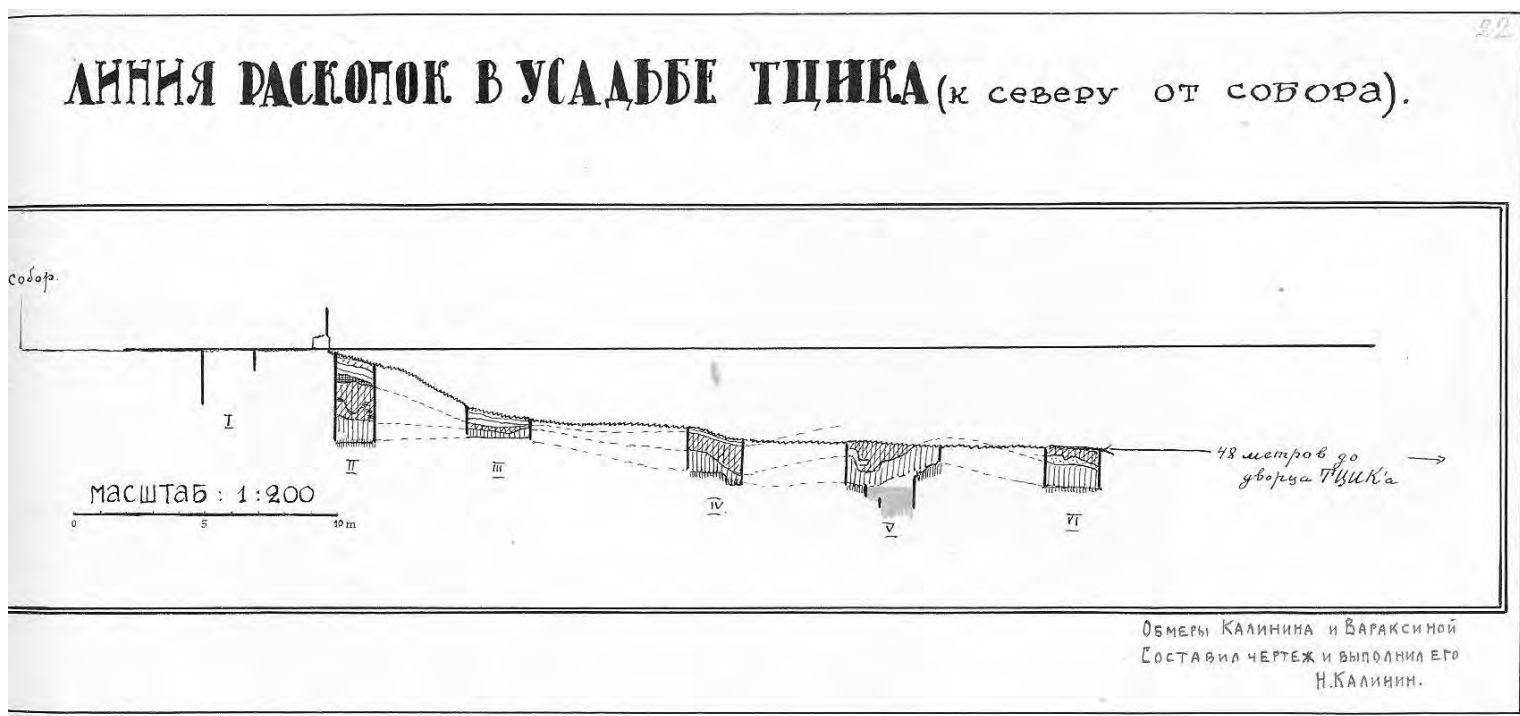 22
ЛИНИЯ РАСКОПОК В УСАДЬБЕ ТЦИКА (к северу от собора).
собор.
I
II
III
IV
V
VI
48 метров до
дворца ТЦИК'а
масштаб: 1:200
0 5 10 m
Обмеры Калинина и Вараксиной
Составил чертеж и выполнил его
Н. Калинин.